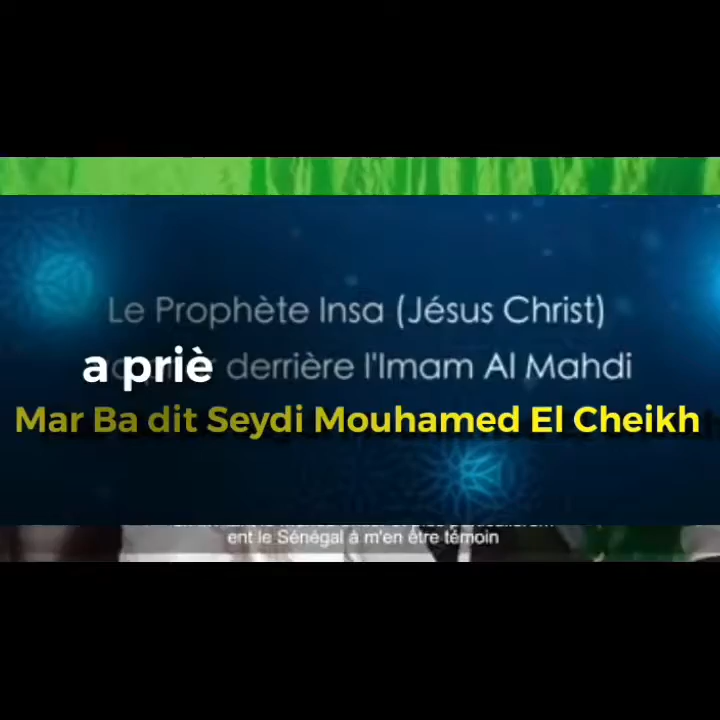 Le Prophète Insa (Jésus Christ)
a priè derrière l'Imam Al Mahdi
Mar Ba dit Seydi Mouhamed El Cheikh
ent le Sénégal à m'en être témoin